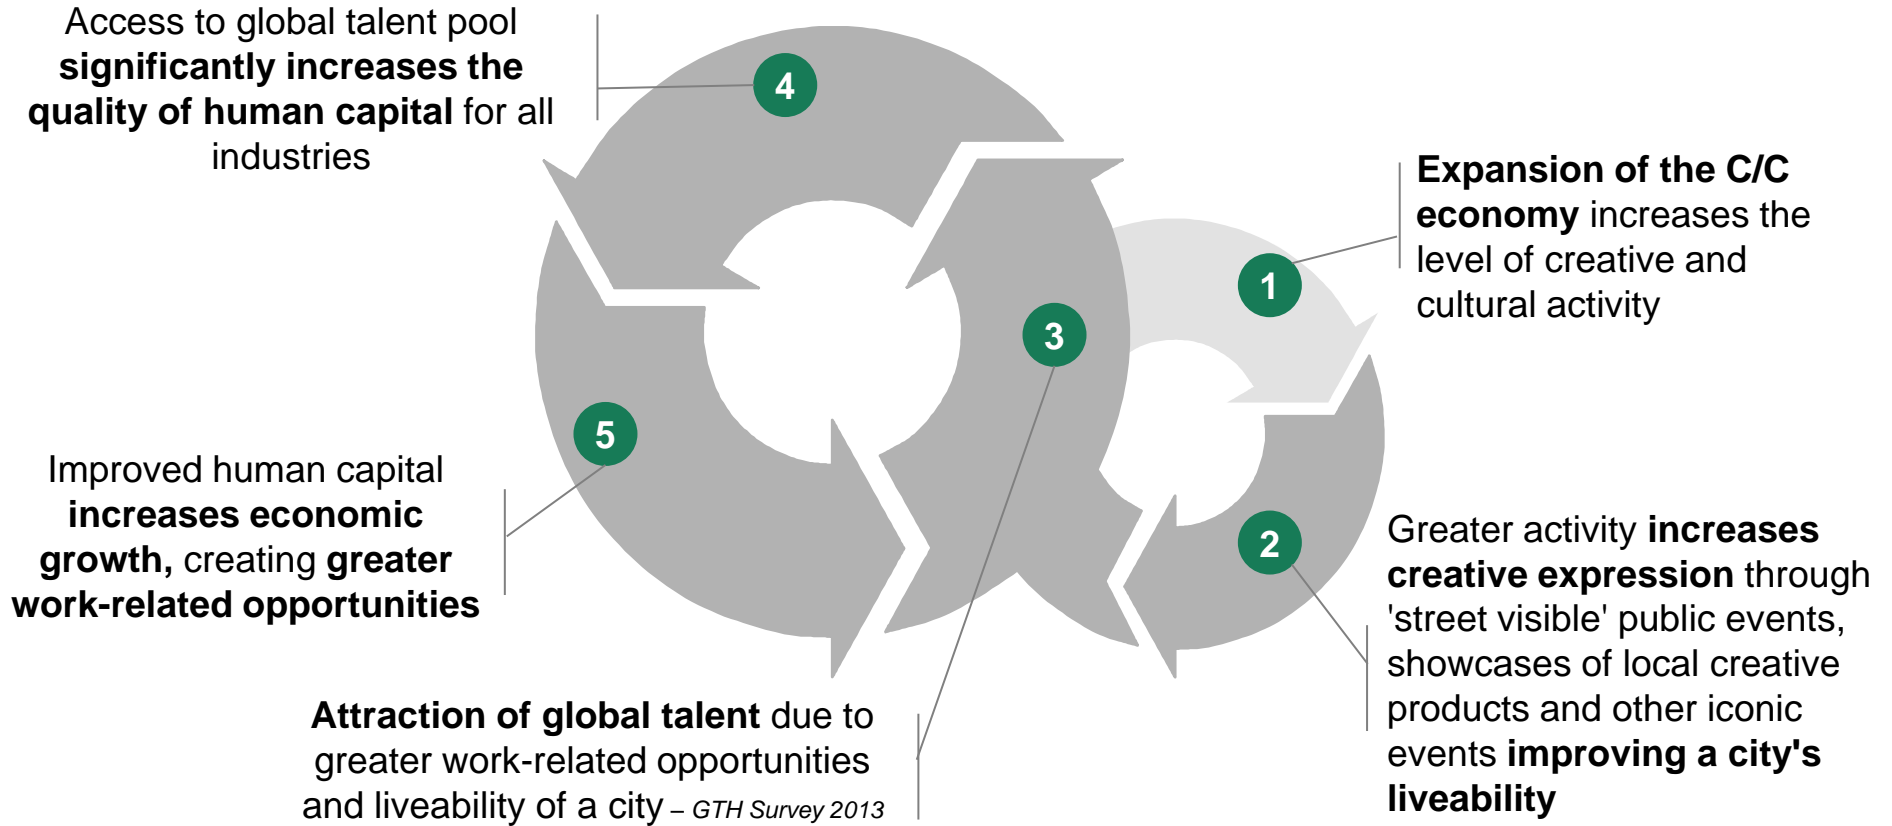 Access to global talent pool
significantly increases the
quality of human capital for all
industries
4
Expansion of the C/C
economy increases the
level of creative and
cultural activity
1
3
5
Improved human capital
increases economic
growth, creating greater
work-related opportunities
2
Greater activity increases
creative expression through
'street visible' public events,
showcases of local creative
products and other iconic
events improving a city's
liveability
Attraction of global talent due to
greater work-related opportunities
and liveability of a city – GTH Survey 2013